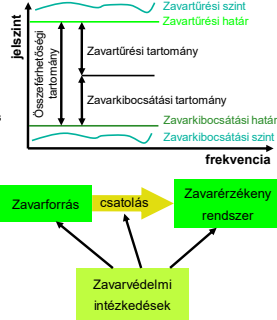 Zavartűrési szint
Zavartűrési határ
jelszint
Összeférhetőségi
tartomány
Zavartűrési tartomány
Zavarkibocsátási tartomány
Zavarkibocsátási határ
Zavarkibocsátási szint
frekvencia
Zavarforrás
csatolás
Zavarérzékeny
rendszer
Zavarvédelmi
intézkedések